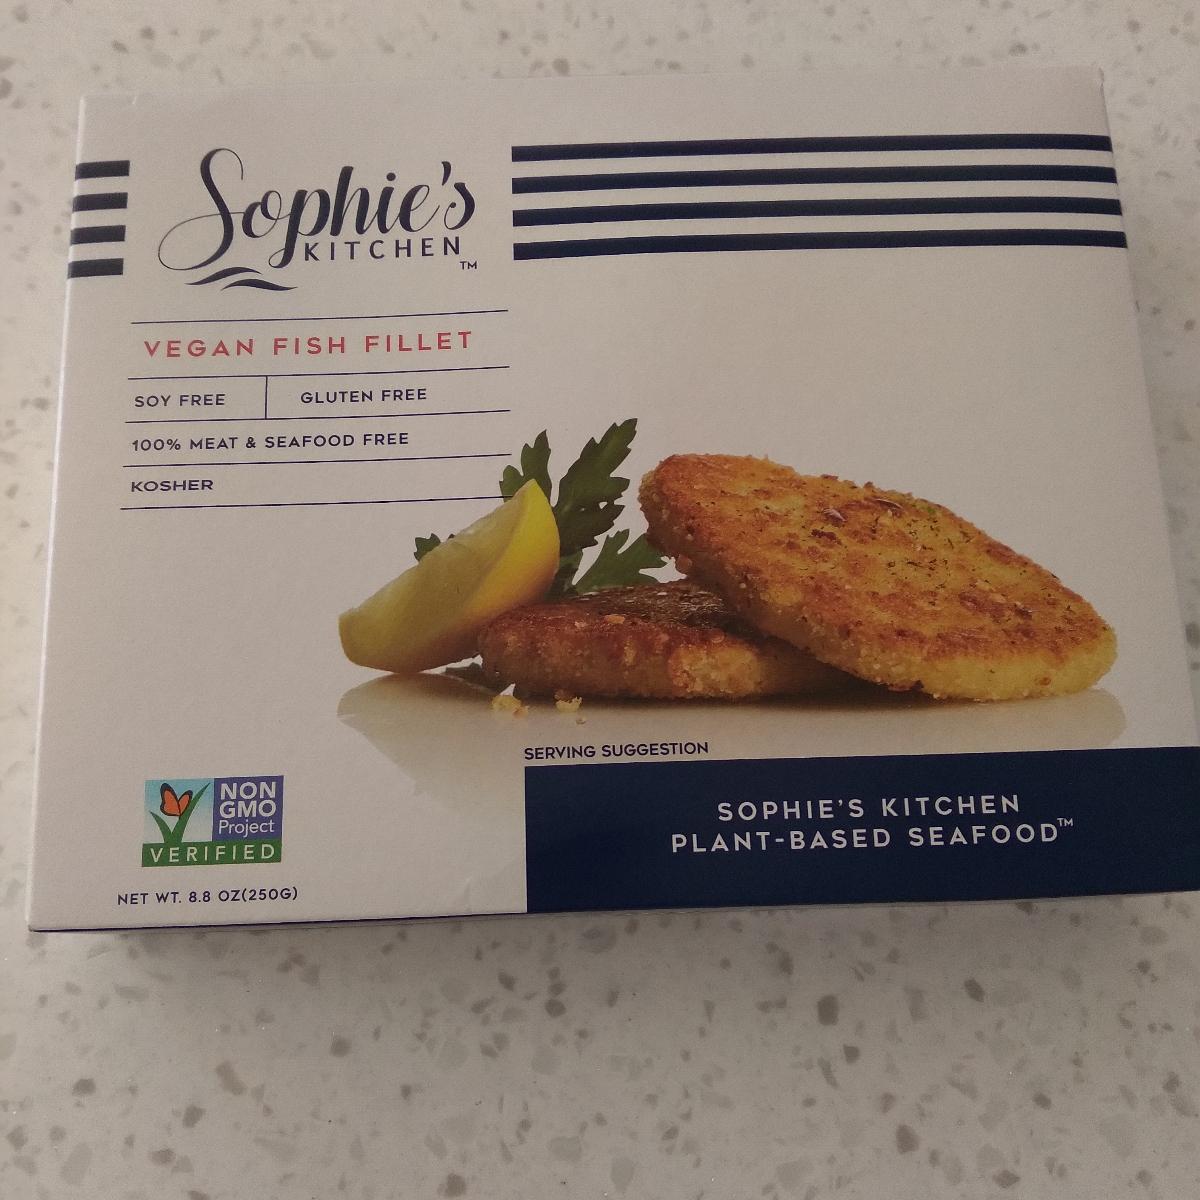 Sophie's
KITCHEN
TM
VEGAN FISH FILLET
SOY FREE GLUTEN FREE
100% MEAT & SEAFOOD FREE
KOSHER
SERVING SUGGESTION
NON
GMO
Project
VERIFIED
NET WT. 8.8 OZ(250G)
SOPHIE'S KITCHEN
PLANT-BASED SEAFOOD™